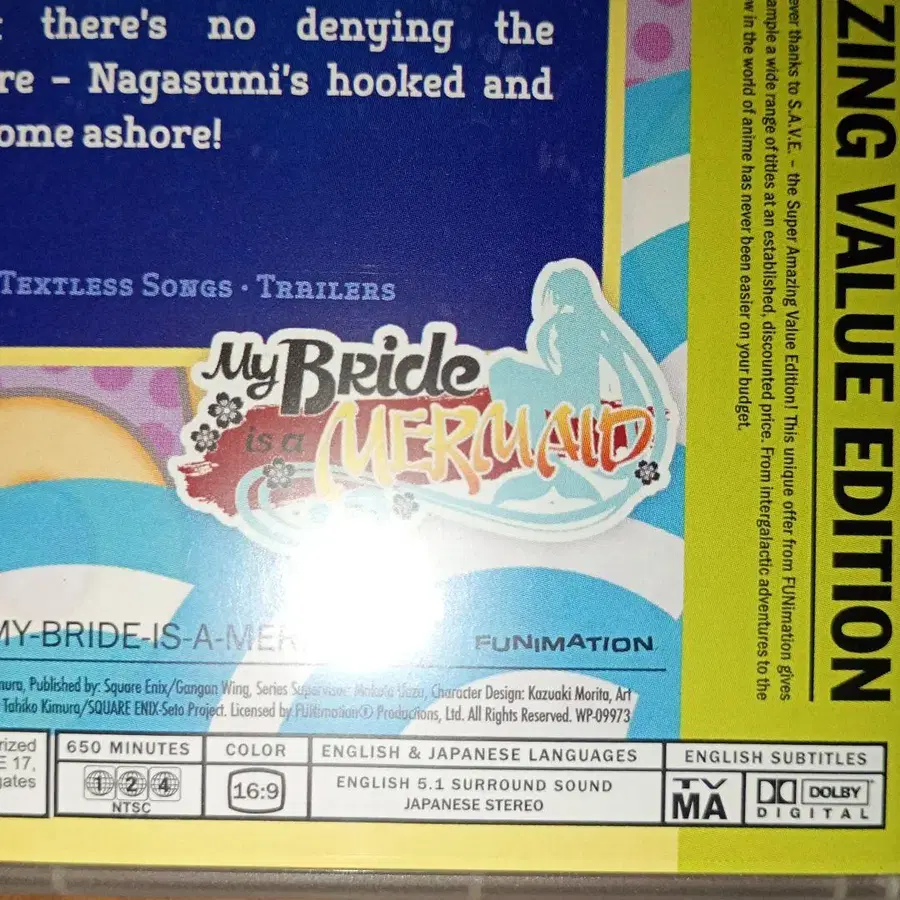 there's no denying the
re – Nagasumi's hooked and
ome ashore!
TEXTLESS SONGS · TRAILERS
My Bride
is a MERMAID
MY-BRIDE-IS-A-MER
FUNIMATION
mura, Published by: Square Enix/Gangan Wing, Series Supervisor: Makoto Uezu, Character Design: Kazuaki Morita, Art
Tahiko Kimura/SQUARE ENIX-Seto Project. Licensed by FUNimation® Productions, Ltd. All Rights Reserved. WP-09973
rized
E 17,
gates
650 MINUTES
1 2 4
NTSC
COLOR
16:9
ENGLISH & JAPANESE LANGUAGES
ENGLISH 5.1 SURROUND SOUND
JAPANESE STEREO
ENGLISH SUBTITLES
TV
MA
DOLBY
DIGITAL
ZING VALUE EDITION
ever thanks to S.A.V.E. – the Super Amazing Value Edition! This unique offer from FUNimation gives
ample a wide range of titles at an established, discounted price. From intergalactic adventures to the
w in the world of anime has never been easier on your budget.